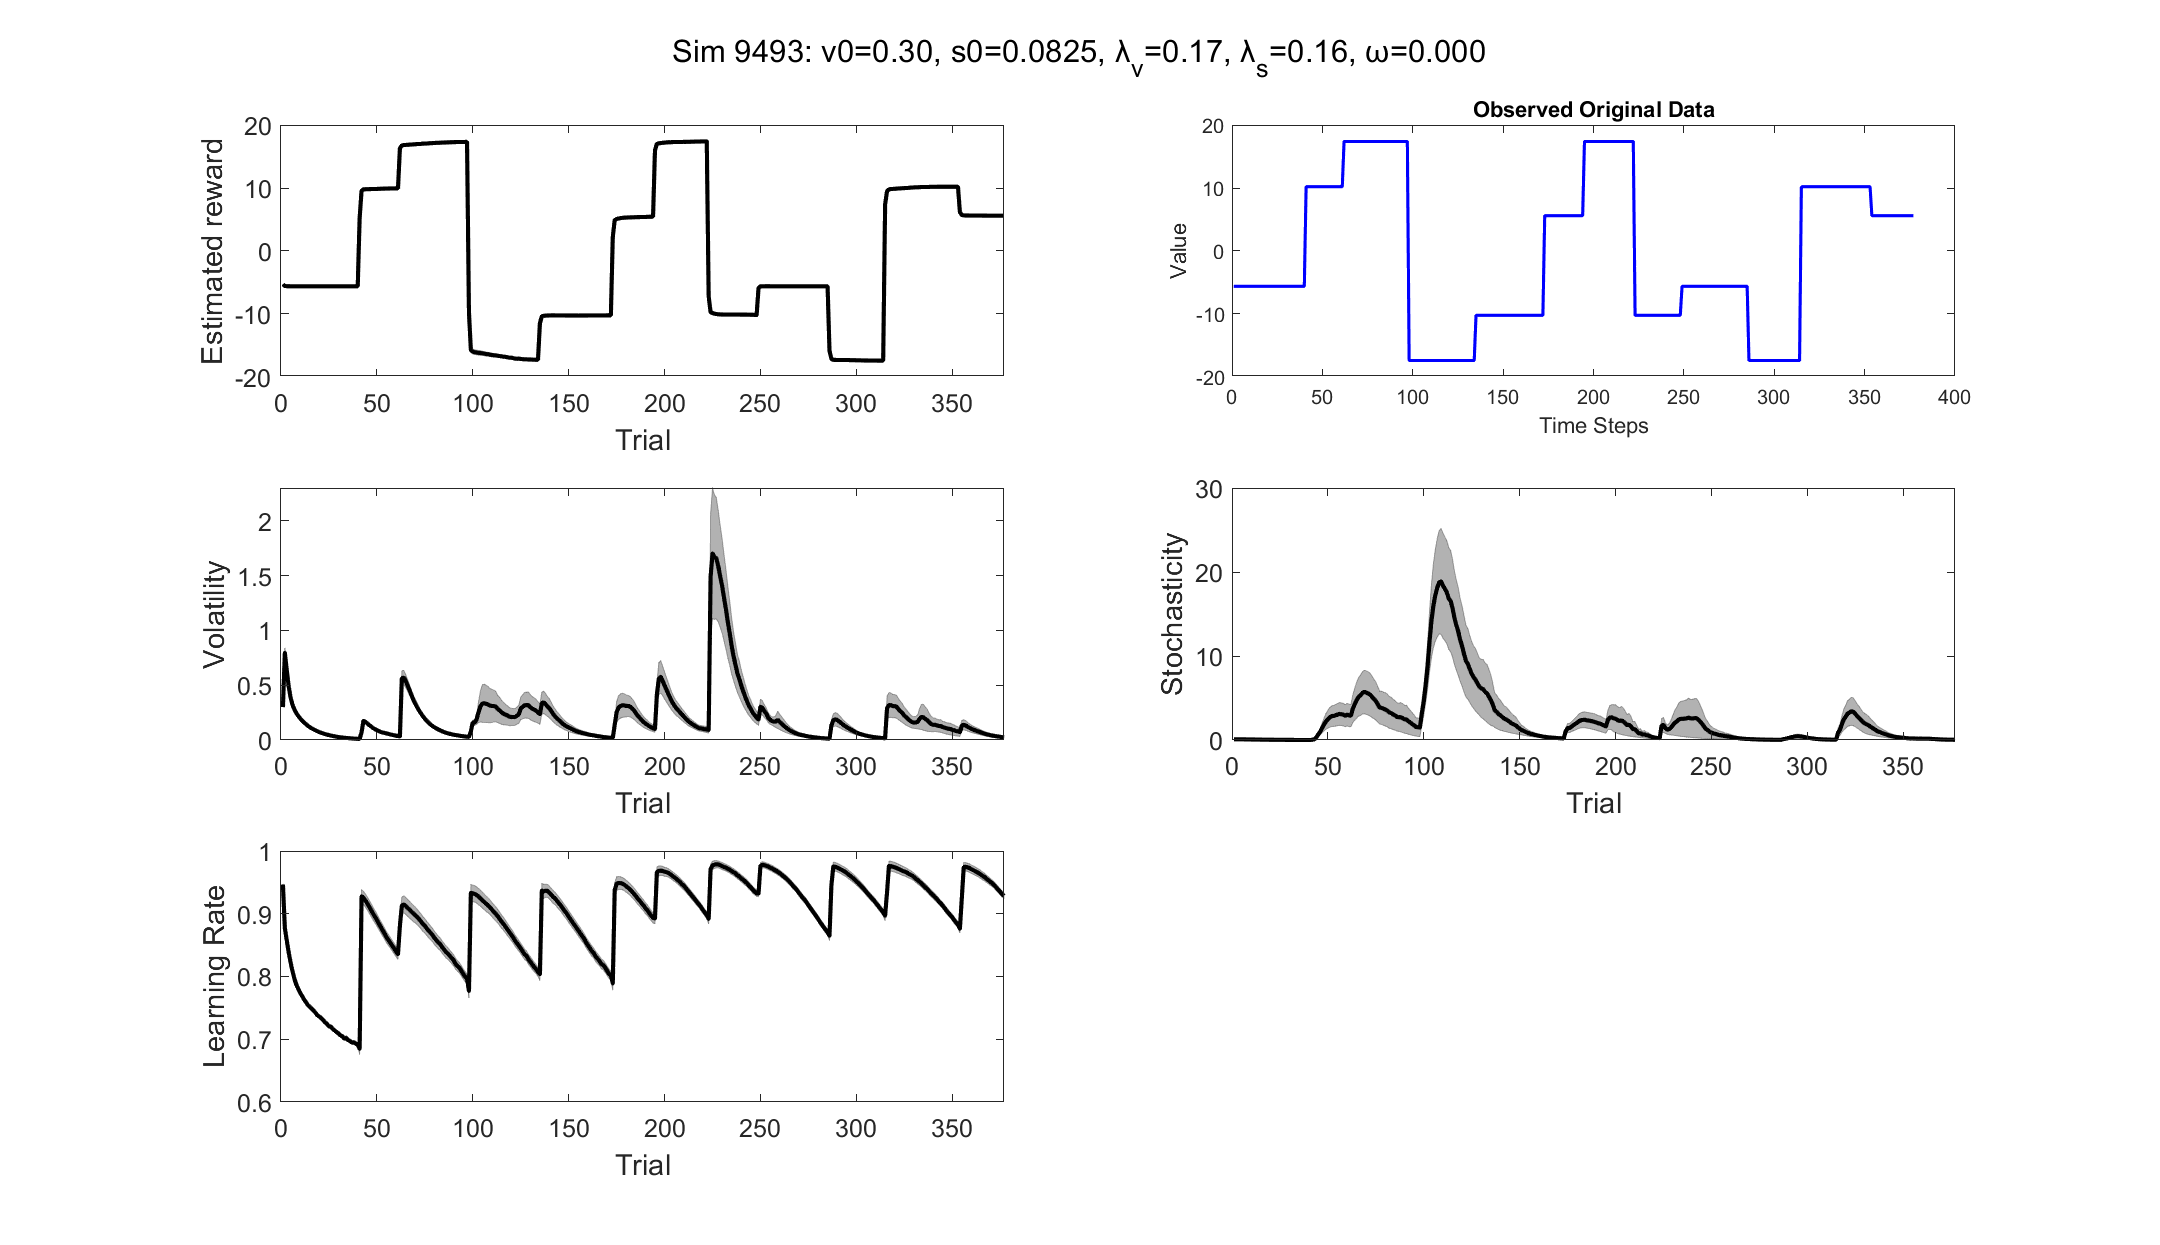 Sim 9493: v0=0.30, s0=0.0825, λv=0.17, λs=0.16, ω=0.000
Estimated reward
20
10
0
-10
-20
0 50 100 150 200 250 300 350
Trial
Observed Original Data
Value
20
10
0
-10
-20
0 50 100 150 200 250 300 350 400
Time Steps
Volatility
2
1.5
1
0.5
0
0 50 100 150 200 250 300 350
Trial
Stochasticity
30
20
10
0
0 50 100 150 200 250 300 350
Trial
Learning Rate
1
0.9
0.8
0.7
0.6
0 50 100 150 200 250 300 350
Trial